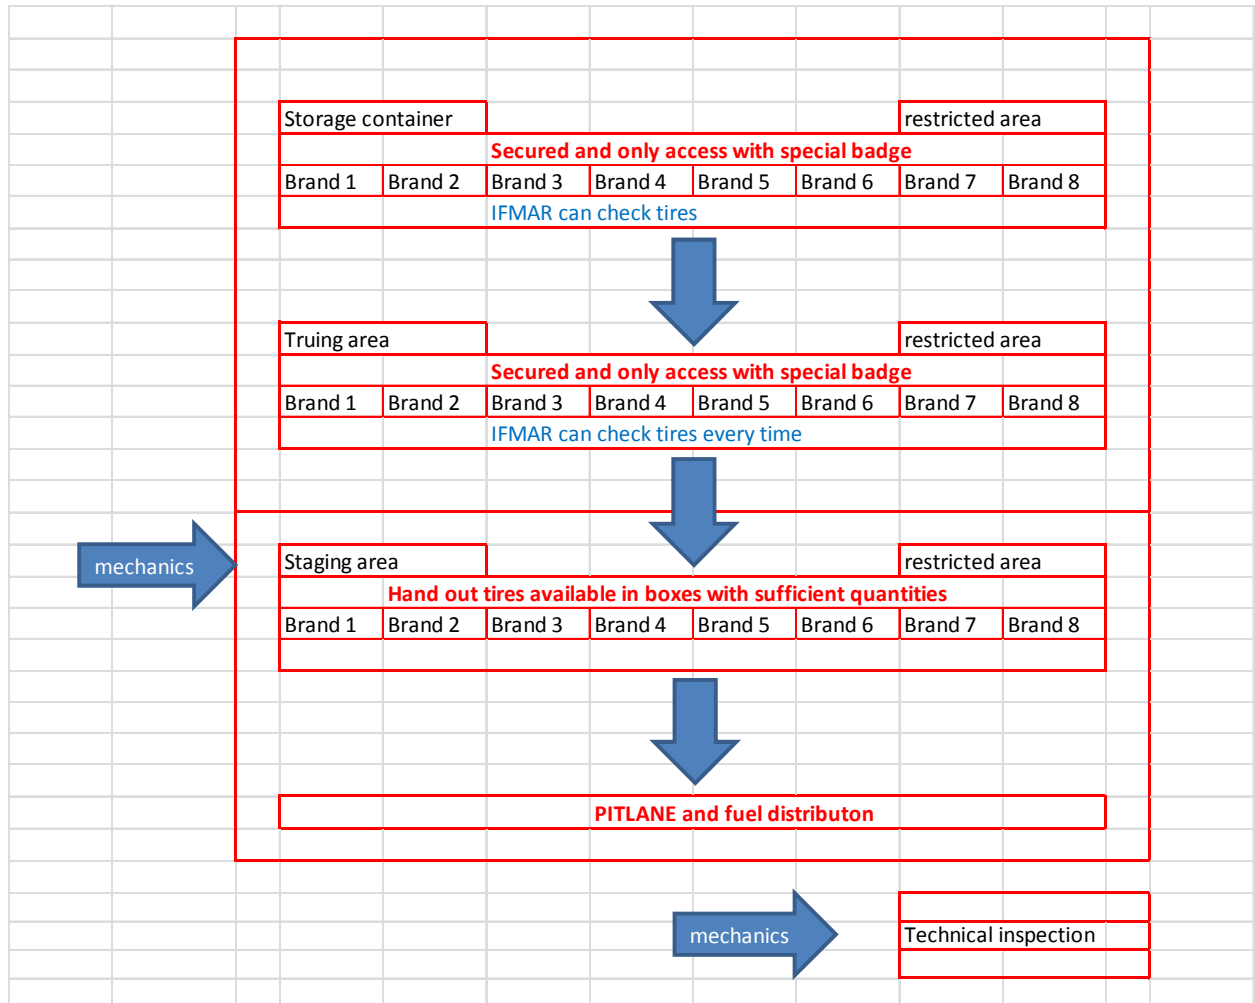 Storage container restricted area
Secured and only access with special badge
Brand 1 Brand 2 Brand 3 Brand 4 Brand 5 Brand 6 Brand 7 Brand 8
IFMAR can check tires
Truing area restricted area
Secured and only access with special badge
Brand 1 Brand 2 Brand 3 Brand 4 Brand 5 Brand 6 Brand 7 Brand 8
IFMAR can check tires every time
mechanics Staging area restricted area
Hand out tires available in boxes with sufficient quantities
Brand 1 Brand 2 Brand 3 Brand 4 Brand 5 Brand 6 Brand 7 Brand 8
PITLANE and fuel distributon
mechanics Technical inspection